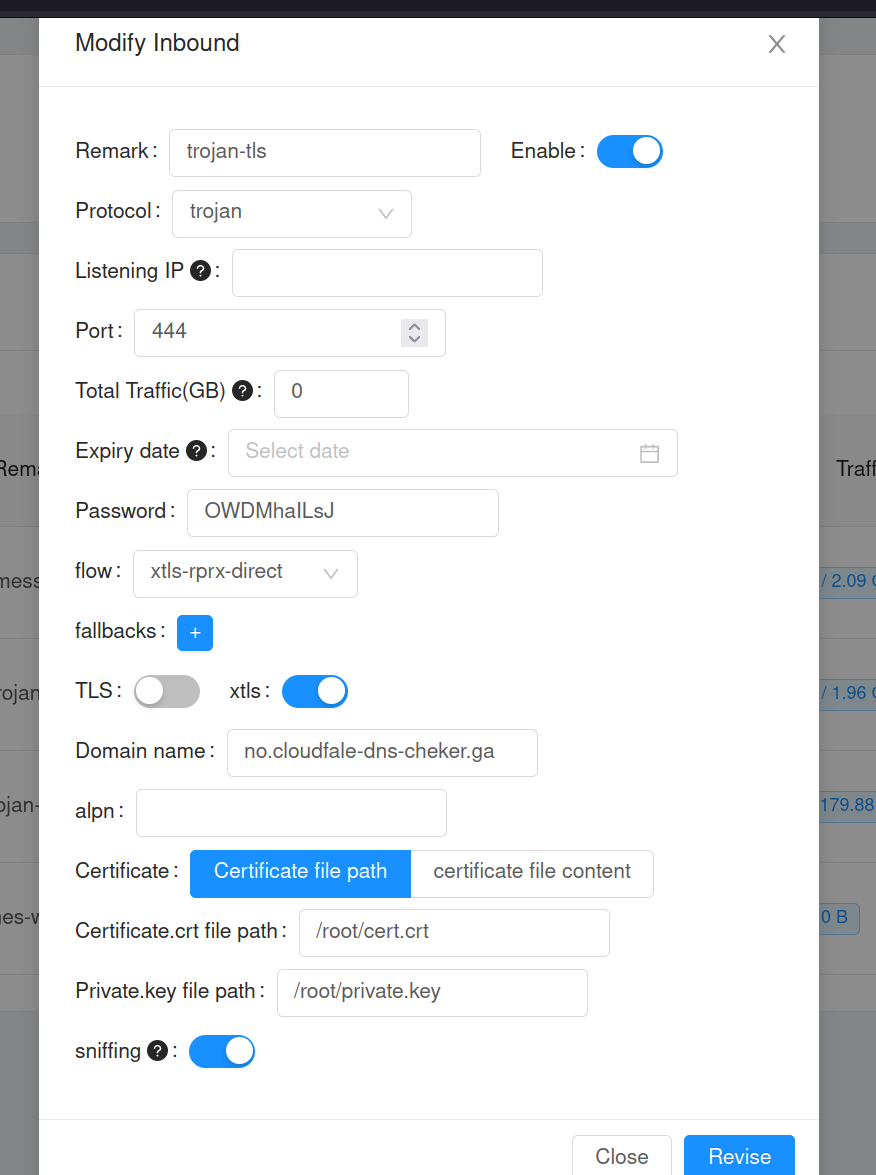 Modify Inbound
Remark : trojan-tls Enable :
Protocol : trojan
Listening IP ? :
Port : 444
Total Traffic(GB) ? : 0
Expiry date ? : Select date
Rema
Traff
Password : OWDMhaILsJ
flow : xtls-rprx-direct
mess
/ 2.09
fallbacks : +
TLS : xtls :
rojan
/ 1.96
Domain name : no.cloudfale-dns-cheker.ga
alpn :
ojan-
179.88
Certificate : Certificate file path certificate file content
Certificate.crt file path : /root/cert.crt
nes-w
0 B
Private.key file path : /root/private.key
sniffing ? :
Close Revise